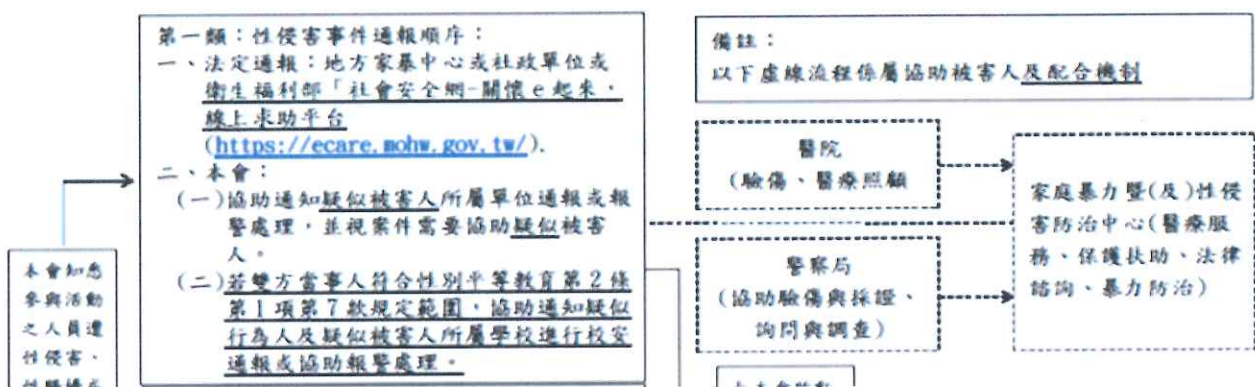 第一類：性侵害事件通報順序：
一、法定通報：地方家暴中心或社政單位或
衛生福利部「社會安全網-關懷e起來，
線上求助平台
(https://ecare.mohw.gov.tw/).
二、本會：
(一)協助通知疑似被害人所屬單位通報或報
警處理，並視案件需要協助疑似被害
人。
(二)若雙方當事人符合性別平等教育第2條
第1項第7款規定範圍，協助通知疑似
行為人及疑似被害人所屬學校進行校安
通報或協助報警處理。
備註：
以下虛線流程係屬協助被害人及配合機制
醫院
(驗傷、醫療照顧
警察局
(協助驗傷與採證、
詢問與調查)
家庭暴力暨(及)性侵
害防治中心(醫療服
務、保護扶助、法律
諮詢、暴力防治)
本會知悉
參與活動
之人員遭
性侵害、